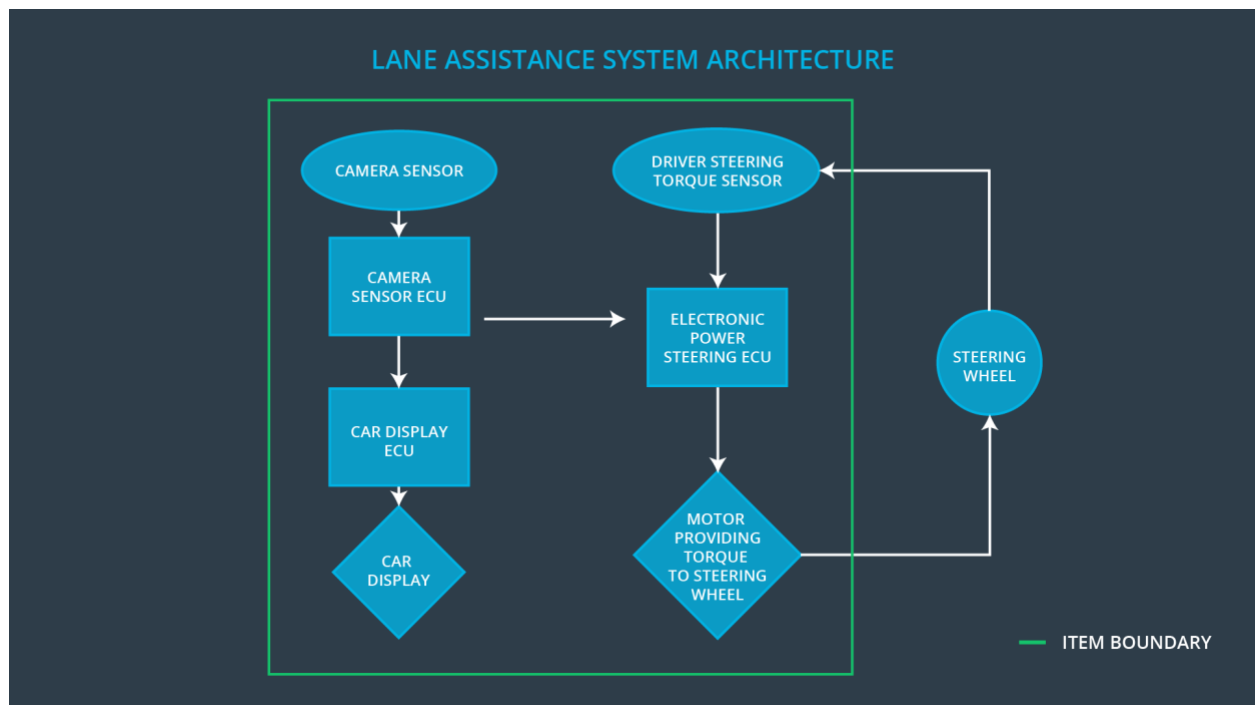 LANE ASSISTANCE SYSTEM ARCHITECTURE
CAMERA SENSOR
CAMERA
SENSOR ECU
CAR DISPLAY
ECU
CAR
DISPLAY
DRIVER STEERING
TORQUE SENSOR
ELECTRONIC
POWER
STEERING ECU
MOTOR
PROVIDING
TORQUE
TO STEERING
WHEEL
STEERING
WHEEL
ITEM BOUNDARY